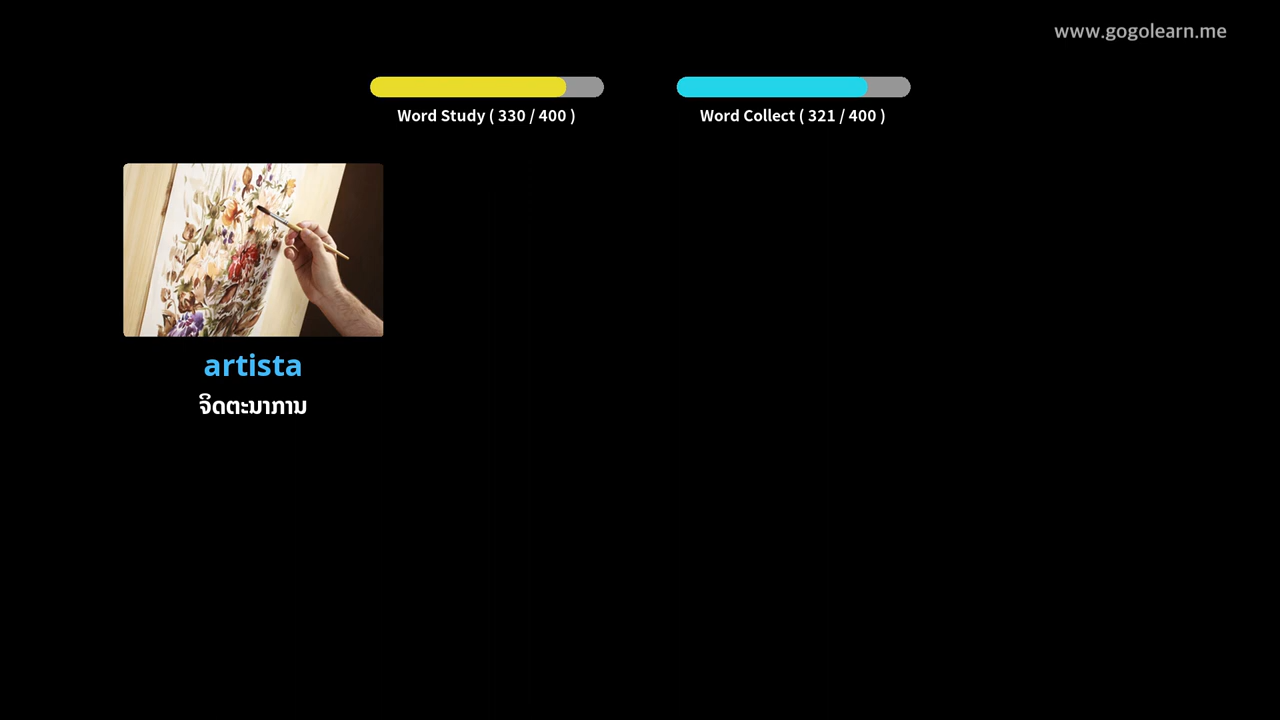 www.gogolearn.me
Word Study ( 330 / 400 )
Word Collect ( 321 / 400 )
artista
ຈິດຕະນາການ